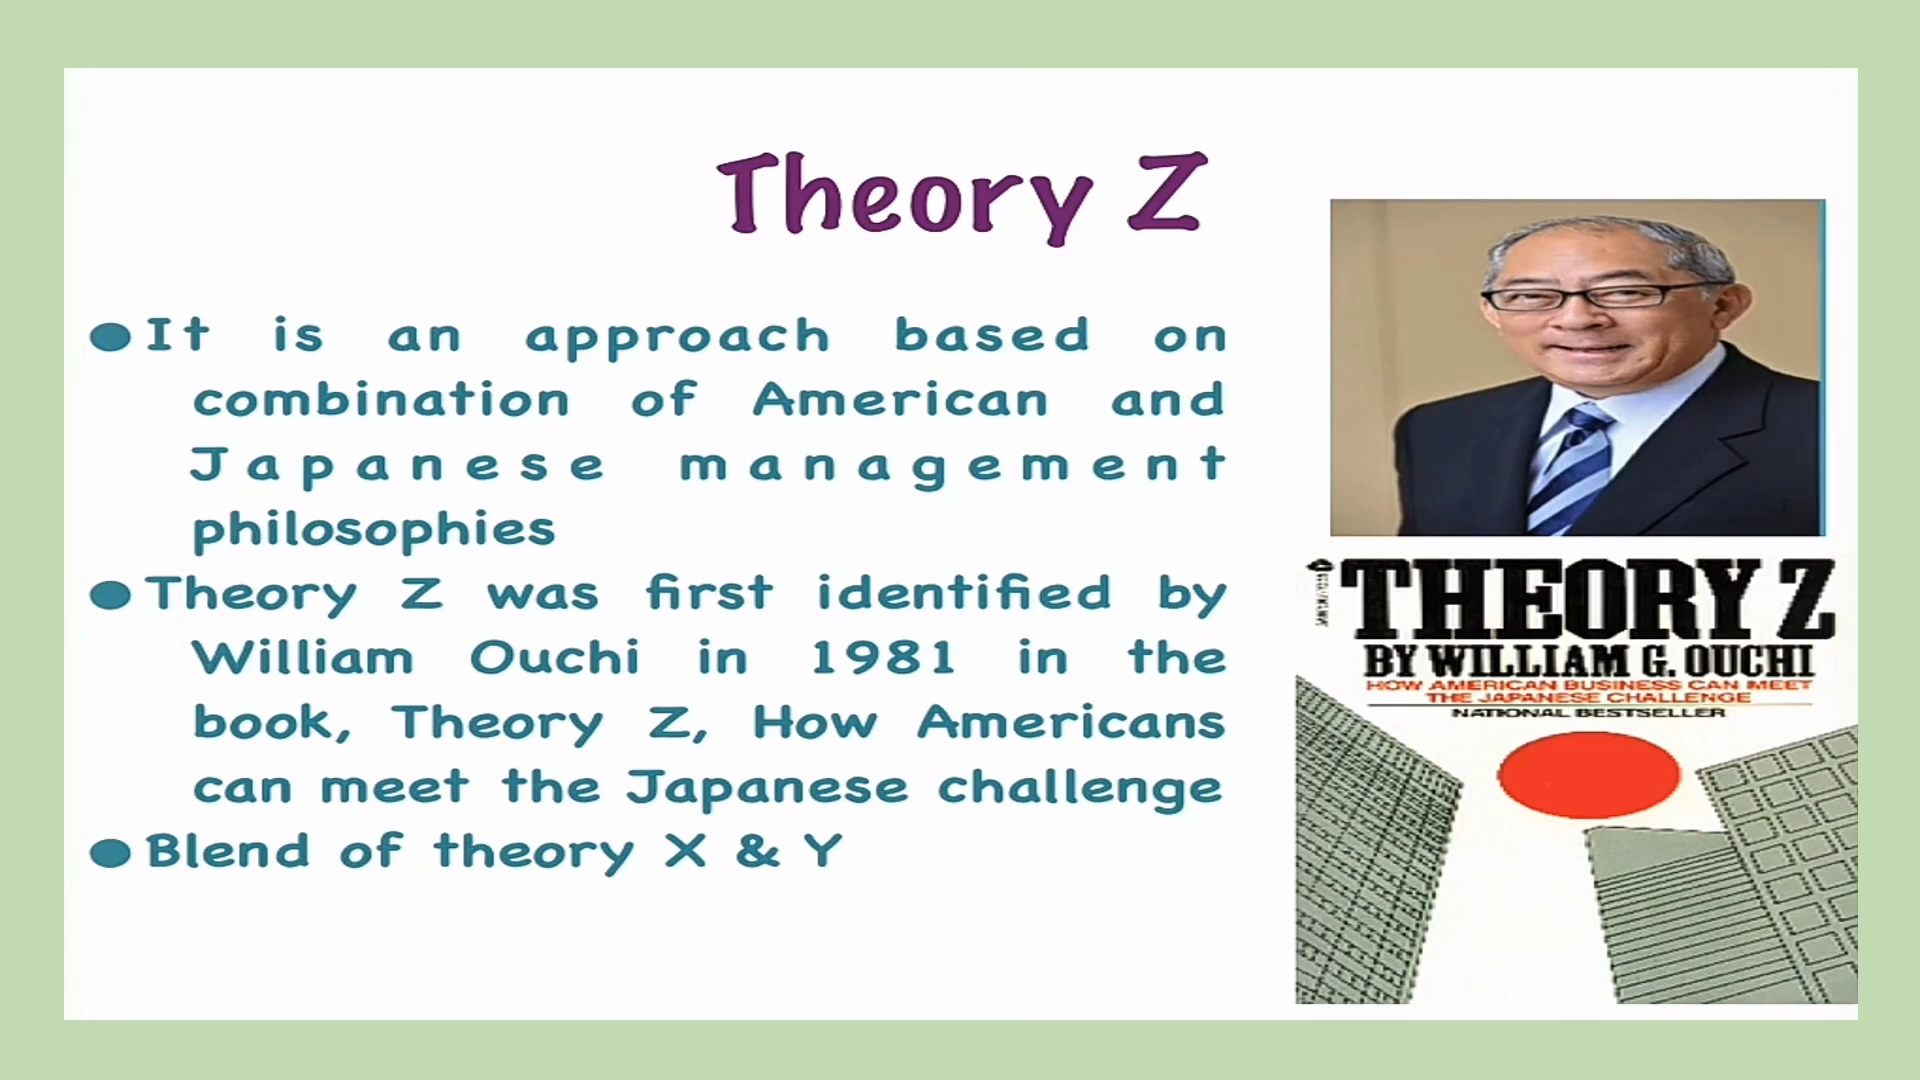 Theory Z
●It is an approach based on
combination of American and
Japanese management
philosophies
●Theory Z was first identified by
William Ouchi in 1981 in the
book, Theory Z, How Americans
can meet the Japanese challenge
●Blend of theory X & Y
THEORY Z
BY WILLIAM G. OUCHI
HOW AMERICAN BUSINESS CAN MEET
THE JAPANESE CHALLENGE
NATIONAL BESTSELLER